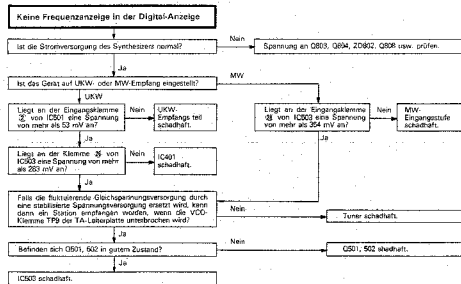 Keine Frequenzanzeige in der Digital-Anzeige
Ist die Stromversorgung des Synthesizers normal?
Nein
Spannung an Q803, Q804, ZD802, Q808 usw. prüfen.
Ja
Ist das Gerät auf UKW- oder MW-Empfang eingestellt?
MW
UKW
Liegt an der Eingangsklemme
② von IC501 eine Spannung
von mehr als 53 mV an?
Nein
UKW-
Empfangsteil
schadhaft.
Liegt an der Eingangsklemme
von IC503 eine Spannung von
mehr als 354 mV an?
Nein
MW-
Eingangsstufe
schadhaft.
Ja
Liegt an der Klemme von
IC503 eine Spannung von mehr
als 283 mV an?
Nein
IC401
schadhaft.
Ja
Ja
Falls die fluktuierende Gleichspannungsversorgung durch
eine stabilisierte Spannungsversorgung ersetzt wird, kann
dann ein Station empfangen worden, wenn die VCO-
Klemme TP9 der TA-Leiterplatte unterbrochen wird?
Nein
Tuner schadhaft.
Ja
Befinden sich Q501, 502 in gutem Zustand?
Nein
Q501, 502 shadhaft.
Ja
IC503 schadhaft.